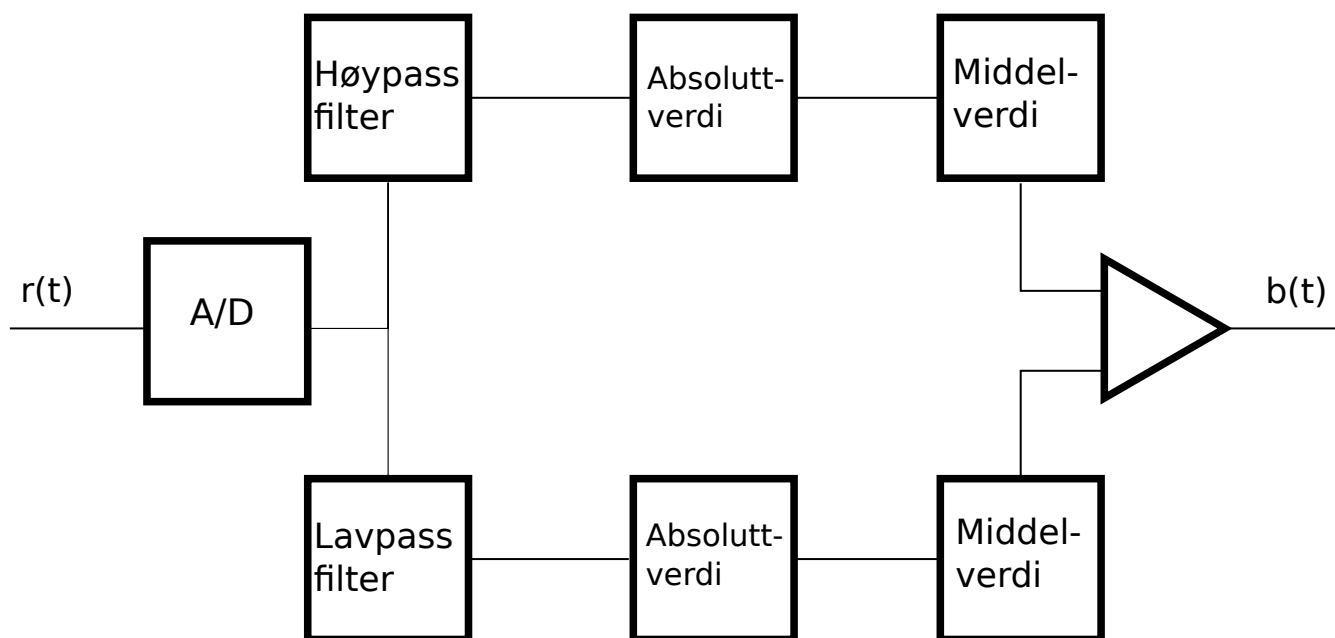 Høypass
filter
Absolutt-
verdi
Middel-
verdi
r(t)
A/D
b(t)
Lavpass
filter
Absolutt-
verdi
Middel-
verdi